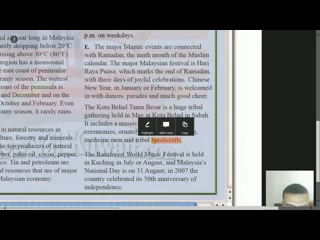 d a year long in Malaysia
rely dropping below 20°C
rising above 30°C (86°F)
region has a monsoonal
e east coast of peninsular
rainy season. The wettest
coast of the peninsula is
and December and on the
October and February. Even
rainy season, it rarely rains
in natural resources in
culture, forestry and minerals
the top producers of natural
ber, palm oil, cocoa, pepper,
co. Tin and petroleum are
al resources that are of major
Malaysian economy.
p.m. on weekdays.
E. The major Islamic events are connected
with Ramadan, the ninth month of the Muslim
calendar. The major Malaysian festival is Hari
Raya Puasa, which marks the end of Ramadan,
with three days of joyful celebrations. Chinese
New Year, in January or February, is welcomed
in with dances, parades and much good cheer.
The Kota Belud Tamu Besar is a huge tribal
gathering held in May at Kota Belud in Sabah.
It includes a massive
ceremonies, orname
medicine men and tribal
The Rainforest World Music Festival is held
in Kuching in July or August, and Malaysia's
National Day is on 31 August, in 2007 the
country celebrated its 50th anniversary of
independence.
Highlight
Copy